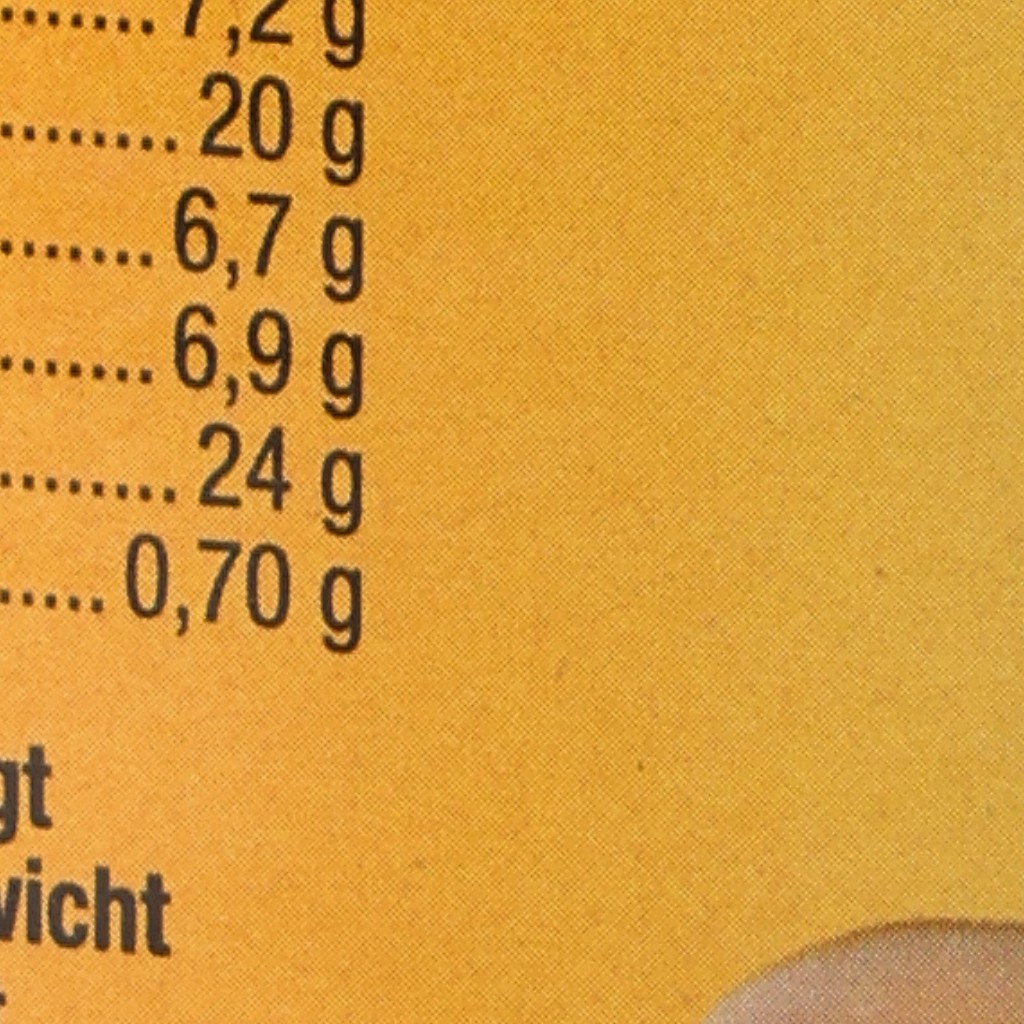 ....... 7,2 g
........ 20 g
....... 6,7 g
....... 6,9 g
........ 24 g
..... 0,70 g
gt
wicht